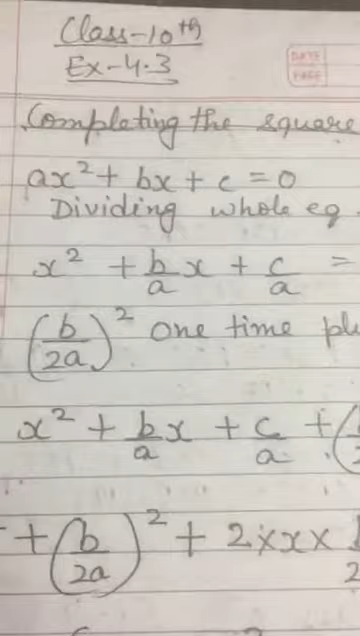 Class-10th
Ex-4.3
DATE
PAGE
Completing the square
ax² + bx + c = 0
Dividing whole eq
x² + b/a x + c/a =
(b/2a)² one time
x² + b/a x + c/a + (
+ (b/2a)² + 2×x×